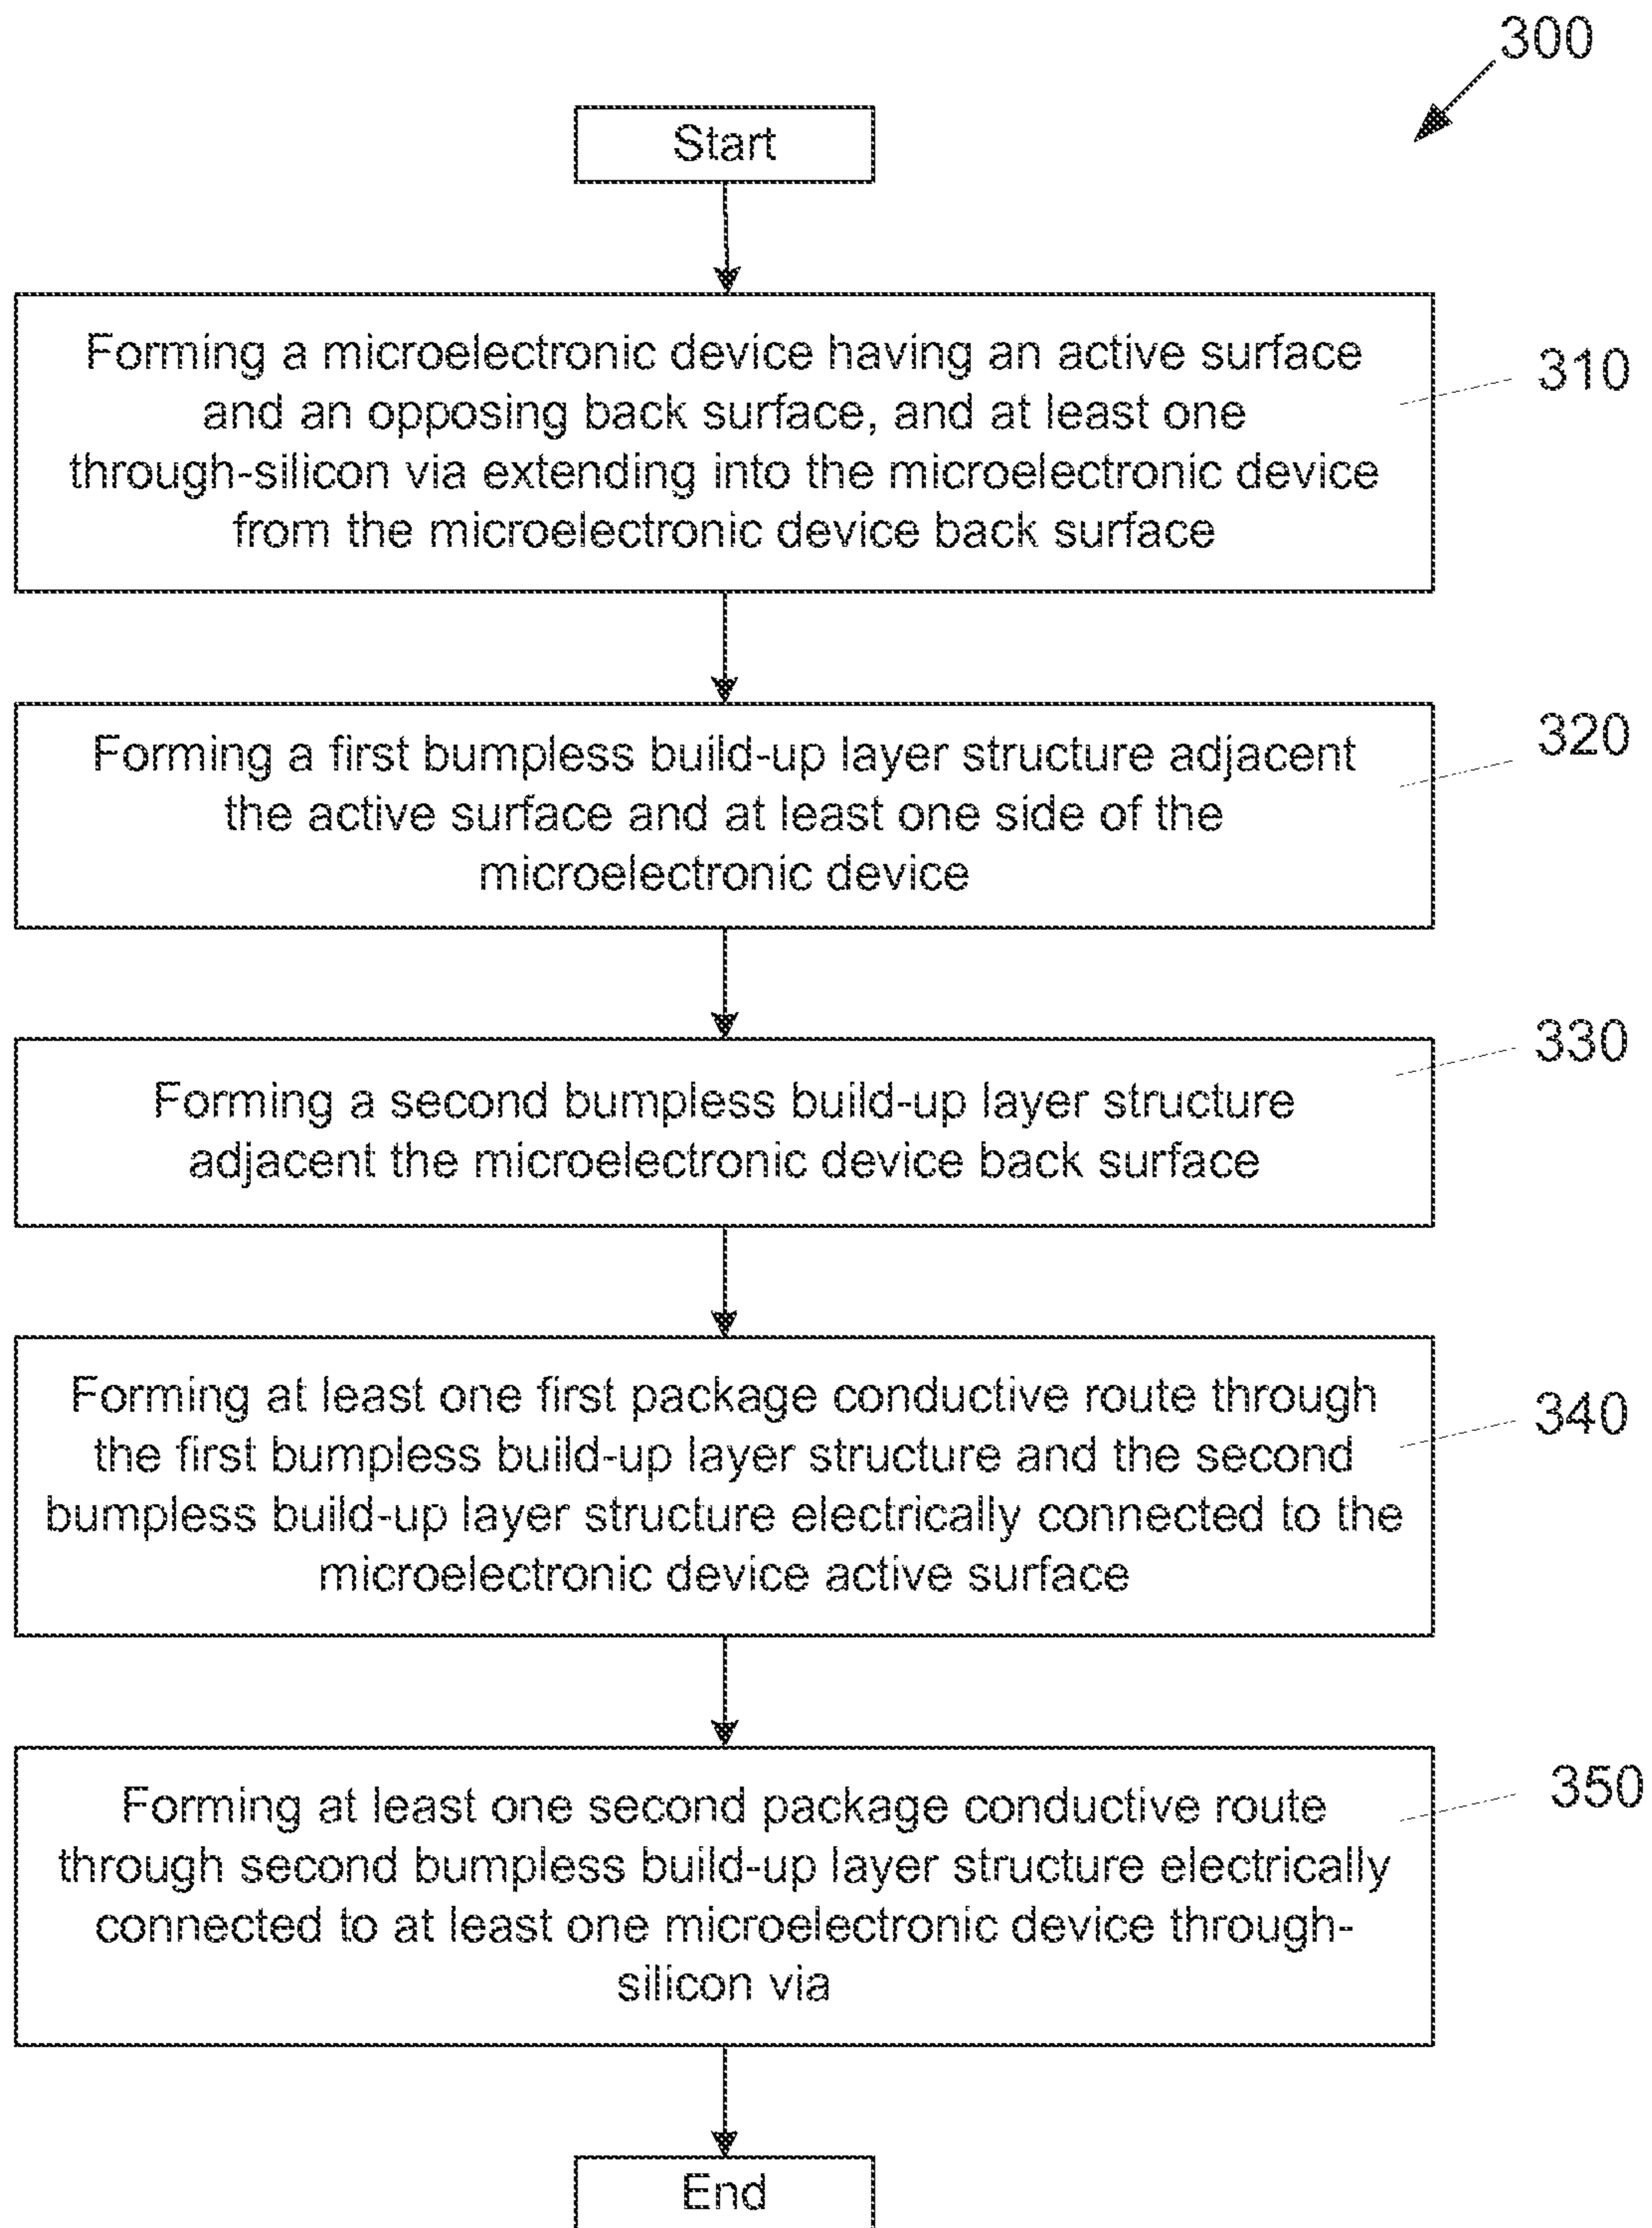 300
Start
Forming a microelectronic device having an active surface
and an opposing back surface, and at least one
through-silicon via extending into the microelectronic device
from the microelectronic device back surface
310
Forming a first bumpless build-up layer structure adjacent
the active surface and at least one side of the
microelectronic device
320
Forming a second bumpless build-up layer structure
adjacent the microelectronic device back surface
330
Forming at least one first package conductive route through
the first bumpless build-up layer structure and the second
bumpless build-up layer structure electrically connected to the
microelectronic device active surface
340
Forming at least one second package conductive route
through second bumpless build-up layer structure electrically
connected to at least one microelectronic device through-
silicon via
350
End